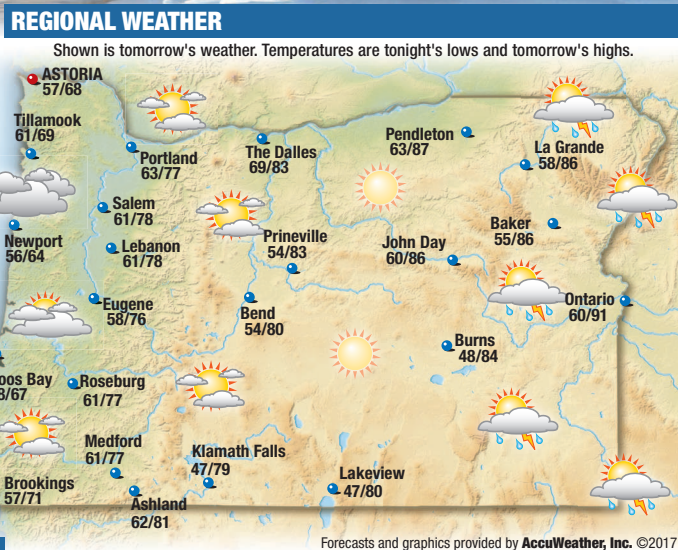 REGIONAL WEATHER
Shown is tomorrow's weather. Temperatures are tonight's lows and tomorrow's highs.
ASTORIA
57/68
Tillamook
61/69
Portland
63/77
The Dalles
69/83
Pendleton
63/87
La Grande
58/86
Salem
61/78
Newport
56/64
Lebanon
61/78
Prineville
54/83
John Day
60/86
Baker
55/86
Eugene
58/76
Bend
54/80
Ontario
60/91
Burns
48/84
oos Bay
8/67
Roseburg
61/77
Medford
61/77
Klamath Falls
47/79
Lakeview
47/80
Brookings
57/71
Ashland
62/81
Forecasts and graphics provided by AccuWeather, Inc. ©2017